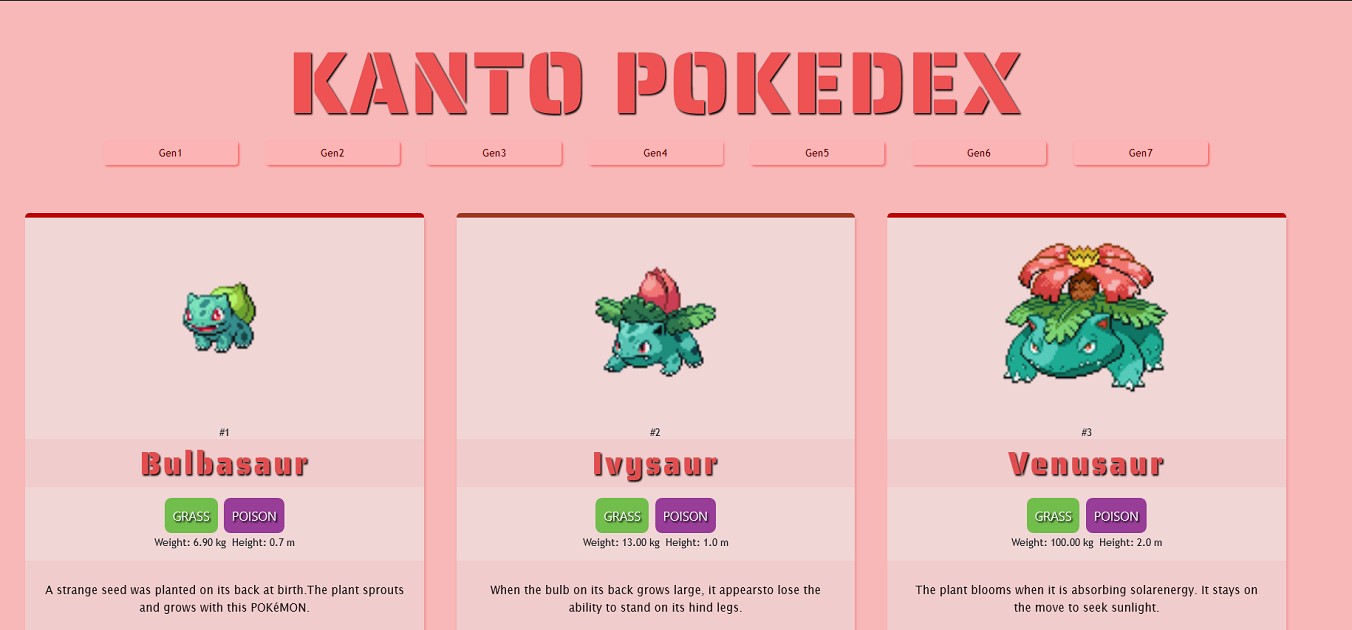 KANTO POKEDEX
Gen1 Gen2 Gen3 Gen4 Gen5 Gen6 Gen7
#1
Bulbasaur
GRASS POISON
Weight: 6.90 kg Height: 0.7 m
A strange seed was planted on its back at birth.The plant sprouts
and grows with this POKéMON.
#2
Ivysaur
GRASS POISON
Weight: 13.00 kg Height: 1.0 m
When the bulb on its back grows large, it appearsto lose the
ability to stand on its hind legs.
#3
Venusaur
GRASS POISON
Weight: 100.00 kg Height: 2.0 m
The plant blooms when it is absorbing solarenergy. It stays on
the move to seek sunlight.